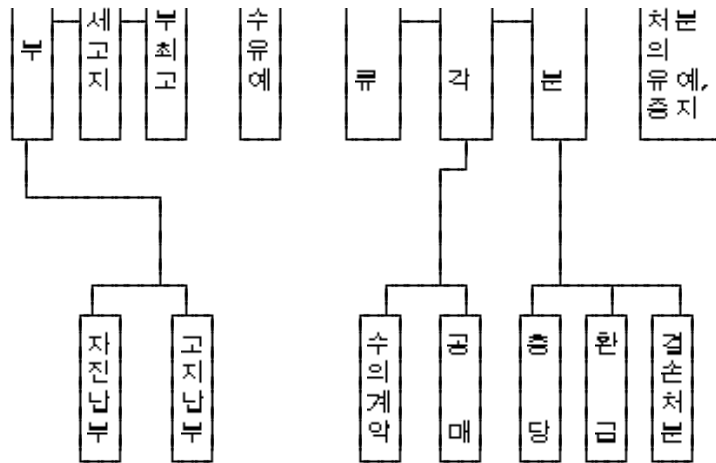 부
세고지
부최고
수유예
류
각
분
처분
의
유예,
중지
자진납부
고지납부
수의계약
공매
충당
환급
결손처분